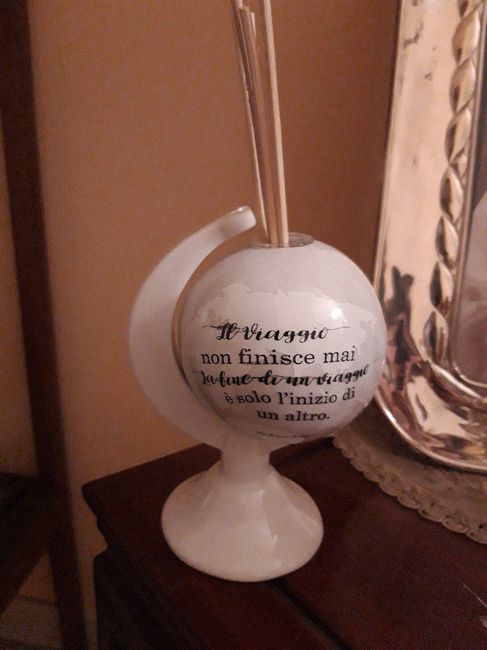 Il Viaggio
non finisce mai
La fine di un viaggio
è solo l'inizio di
un altro.